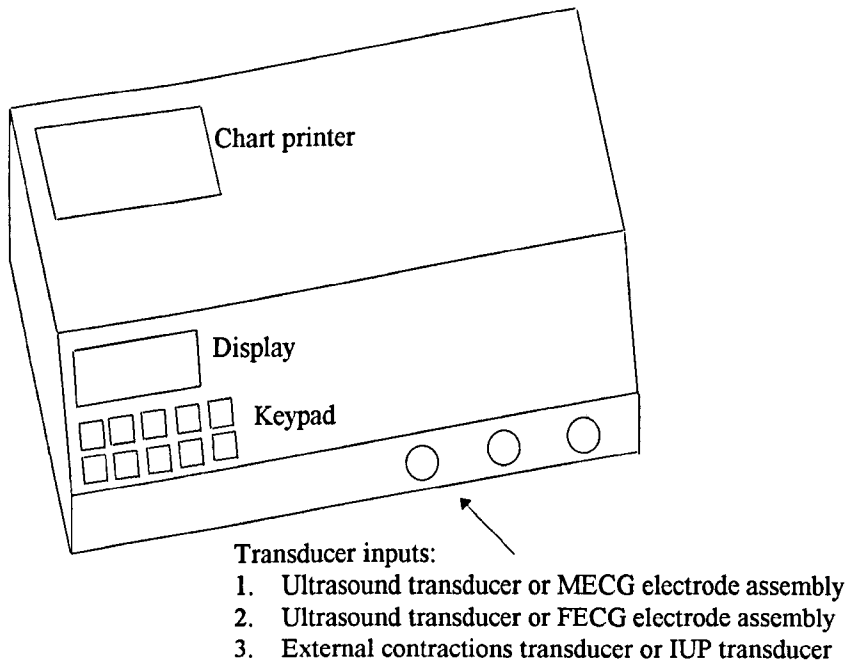 Chart printer
Display
Keypad
Transducer inputs:
1. Ultrasound transducer or MECG electrode assembly
2. Ultrasound transducer or FECG electrode assembly
3. External contractions transducer or IUP transducer